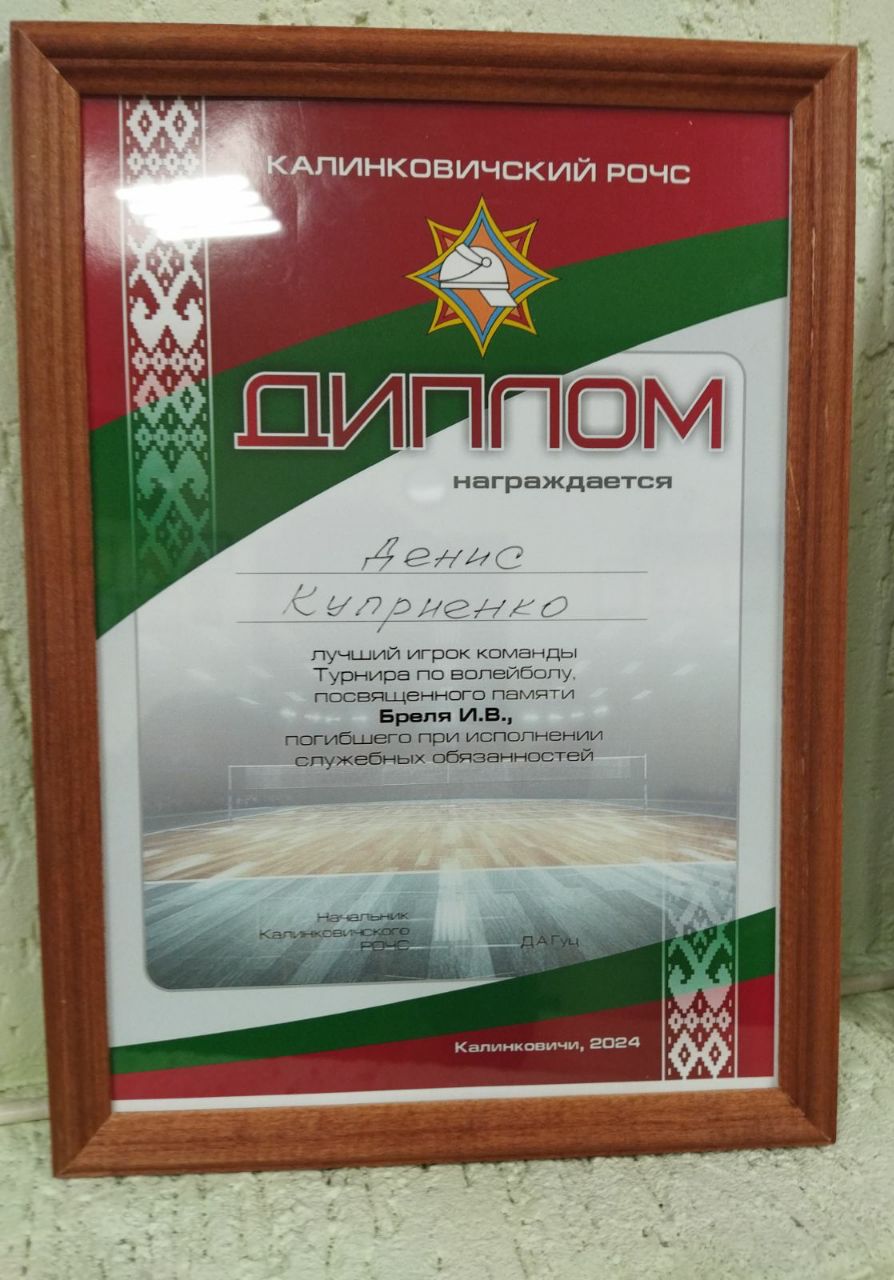 КАЛИНКОВИЧСКИЙ РОЧС
ДИПЛОМ
награждается
Денис
Куприенко
лучший игрок команды
Турнира по волейболу,
посвященного памяти
Бреля И.В.,
погибшего при исполнении
служебных обязанностей
Начальник
Калинковичского
РОЧС
Д.А.Гуц
Калинковичи, 2024